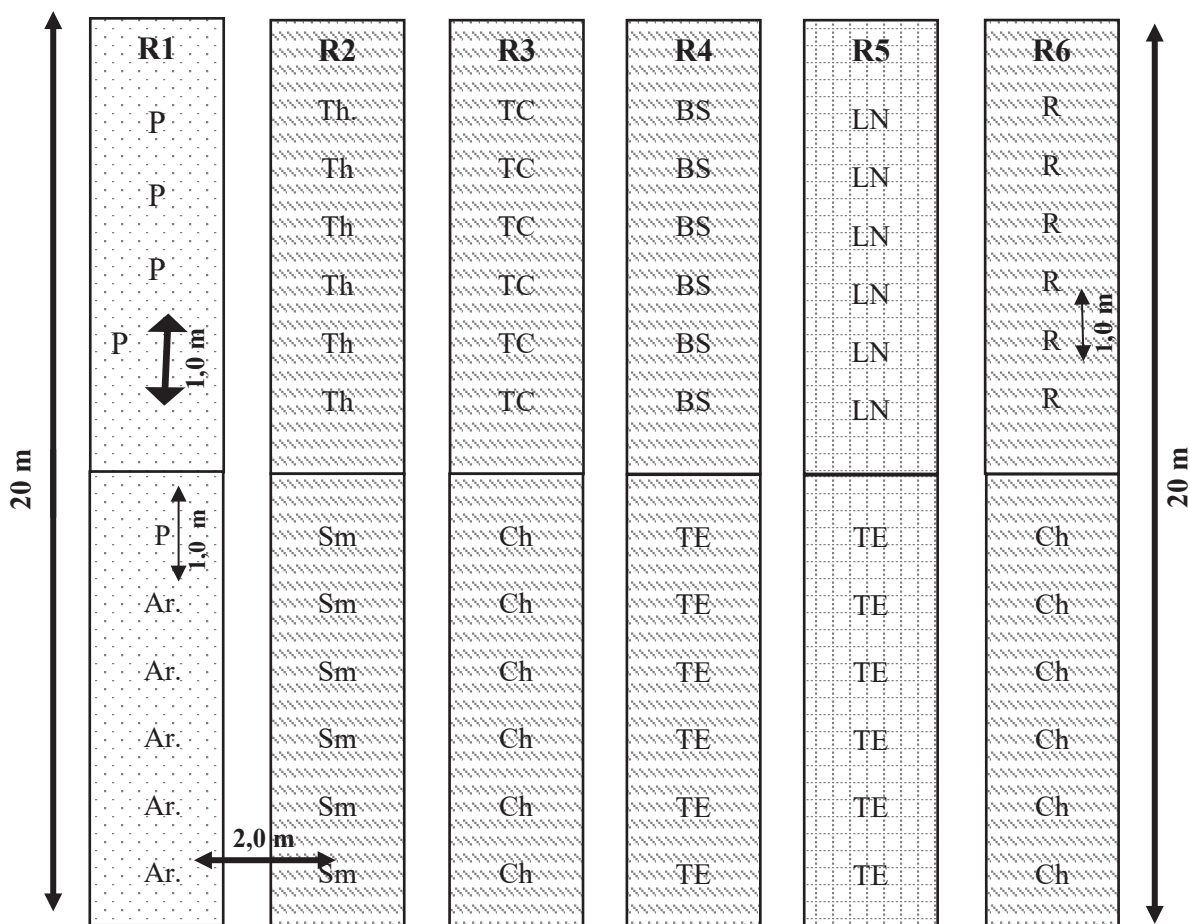 R1 R2 R3 R4 R5 R6
P Th. TC BS LN R
P Th TC BS LN R
P Th TC BS LN R
Th TC BS LN R
P 1,0 m Th TC BS LN R 1,0 m
Th TC BS LN R
20 m 20 m
P 1,0 m Sm Ch TE TE Ch
Ar. Sm Ch TE TE Ch
Ar. Sm Ch TE TE Ch
Ar. Sm Ch TE TE Ch
Ar. Sm Ch TE TE Ch
2,0 m
Ar. Sm Ch TE TE Ch